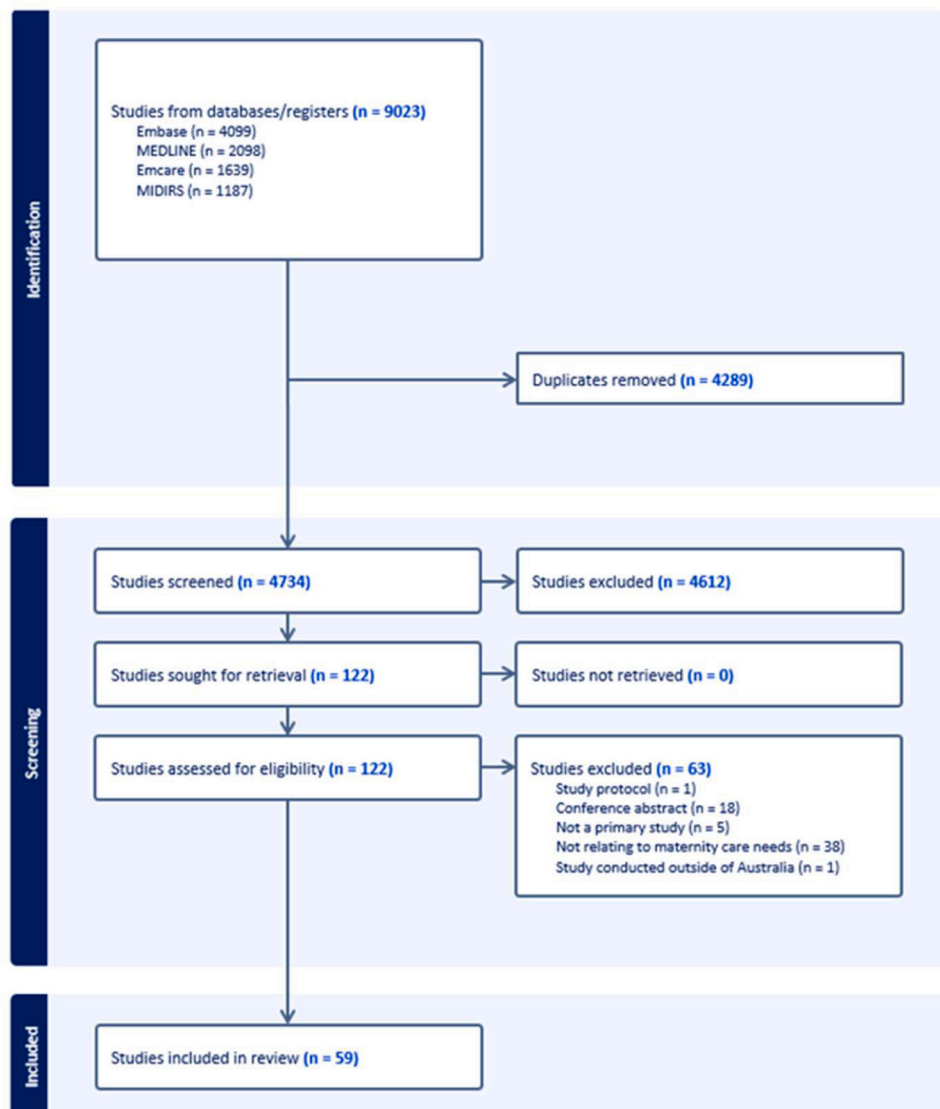 Identification
Studies from databases/registers (n = 9023)
Embase (n = 4099)
MEDLINE (n = 2098)
Emcare (n = 1639)
MIDIRS (n = 1187)
Duplicates removed (n = 4289)
Screening
Studies screened (n = 4734)
Studies excluded (n = 4612)
Studies sought for retrieval (n = 122)
Studies not retrieved (n = 0)
Studies assessed for eligibility (n = 122)
Studies excluded (n = 63)
Study protocol (n = 1)
Conference abstract (n = 18)
Not a primary study (n = 5)
Not relating to maternity care needs (n = 38)
Study conducted outside of Australia (n = 1)
Included
Studies included in review (n = 59)